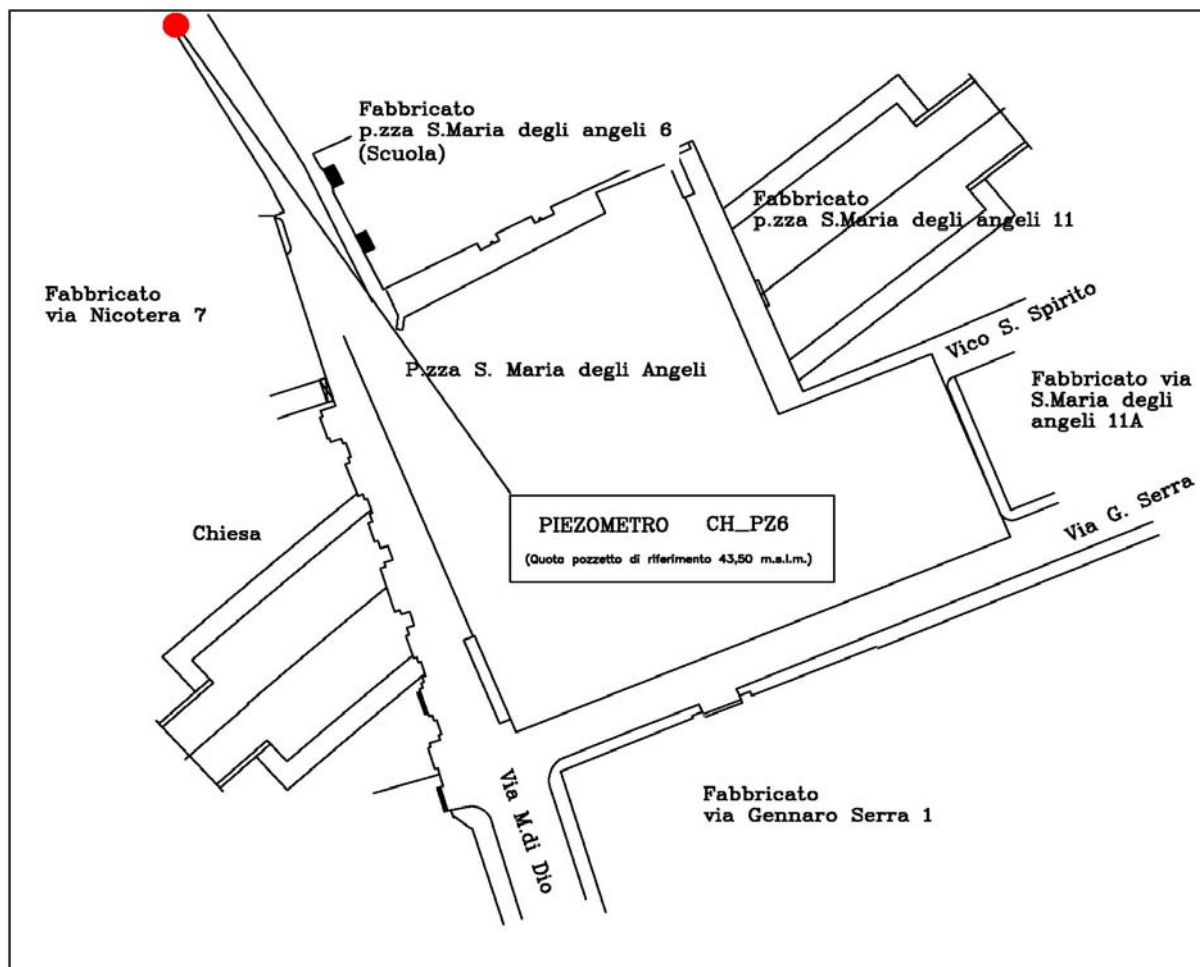 Fabbricato
p.zza S.Maria degli angeli 6
(Scuola)
Fabbricato
p.zza S.Maria degli angeli 11
Fabbricato
via Nicotera 7
Vico S. Spirito
P.zza S. Maria degli Angeli
Fabbricato via
S.Maria degli
angeli 11A
Via G. Serra
PIEZOMETRO CH_PZ6
(Quota pozzetto di riferimento 43,50 m.s.l.m.)
Chiesa
Via M.di Dio
Fabbricato
via Gennaro Serra 1